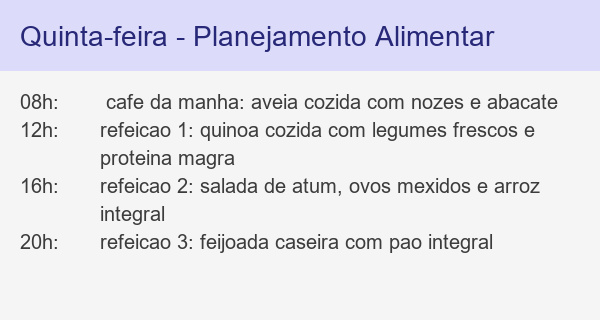 Quinta-feira - Planejamento Alimentar
08h: cafe da manha: aveia cozida com nozes e abacate
12h: refeicao 1: quinoa cozida com legumes frescos e
proteina magra
16h: refeicao 2: salada de atum, ovos mexidos e arroz
integral
20h: refeicao 3: feijoada caseira com pao integral